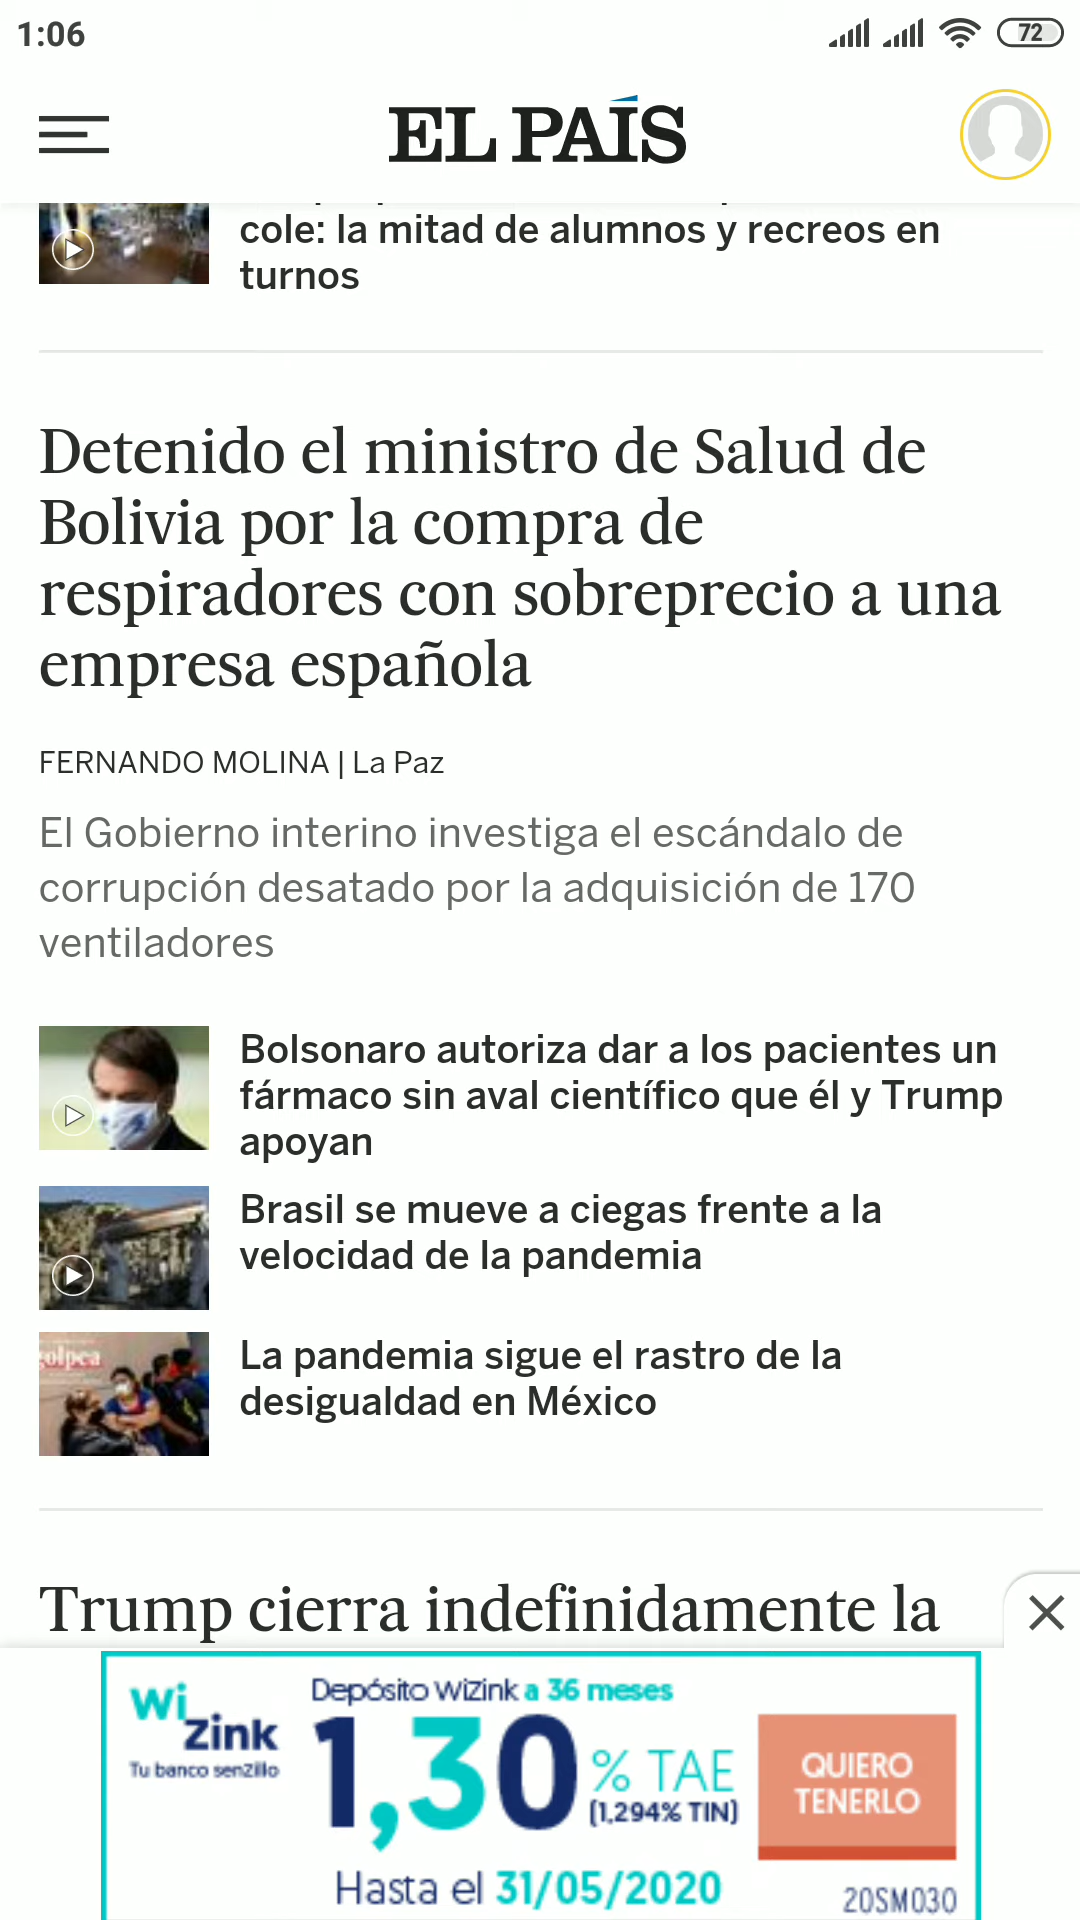 1:06
72
EL PAÍS
cole: la mitad de alumnos y recreos en
turnos
Detenido el ministro de Salud de
Bolivia por la compra de
respiradores con sobreprecio a una
empresa española
FERNANDO MOLINA | La Paz
El Gobierno interino investiga el escándalo de
corrupción desatado por la adquisición de 170
ventiladores
Bolsonaro autoriza dar a los pacientes un
fármaco sin aval científico que él y Trump
apoyan
Brasil se mueve a ciegas frente a la
velocidad de la pandemia
golpea
La pandemia sigue el rastro de la
desigualdad en México
Trump cierra indefinidamente la
Wi
Zink
Tu banco senZillo
Depósito WiZink a 36 meses
1,30
% TAE
(1,294% TIN)
Hasta el 31/05/2020
QUIERO
TENERLO
20SM030